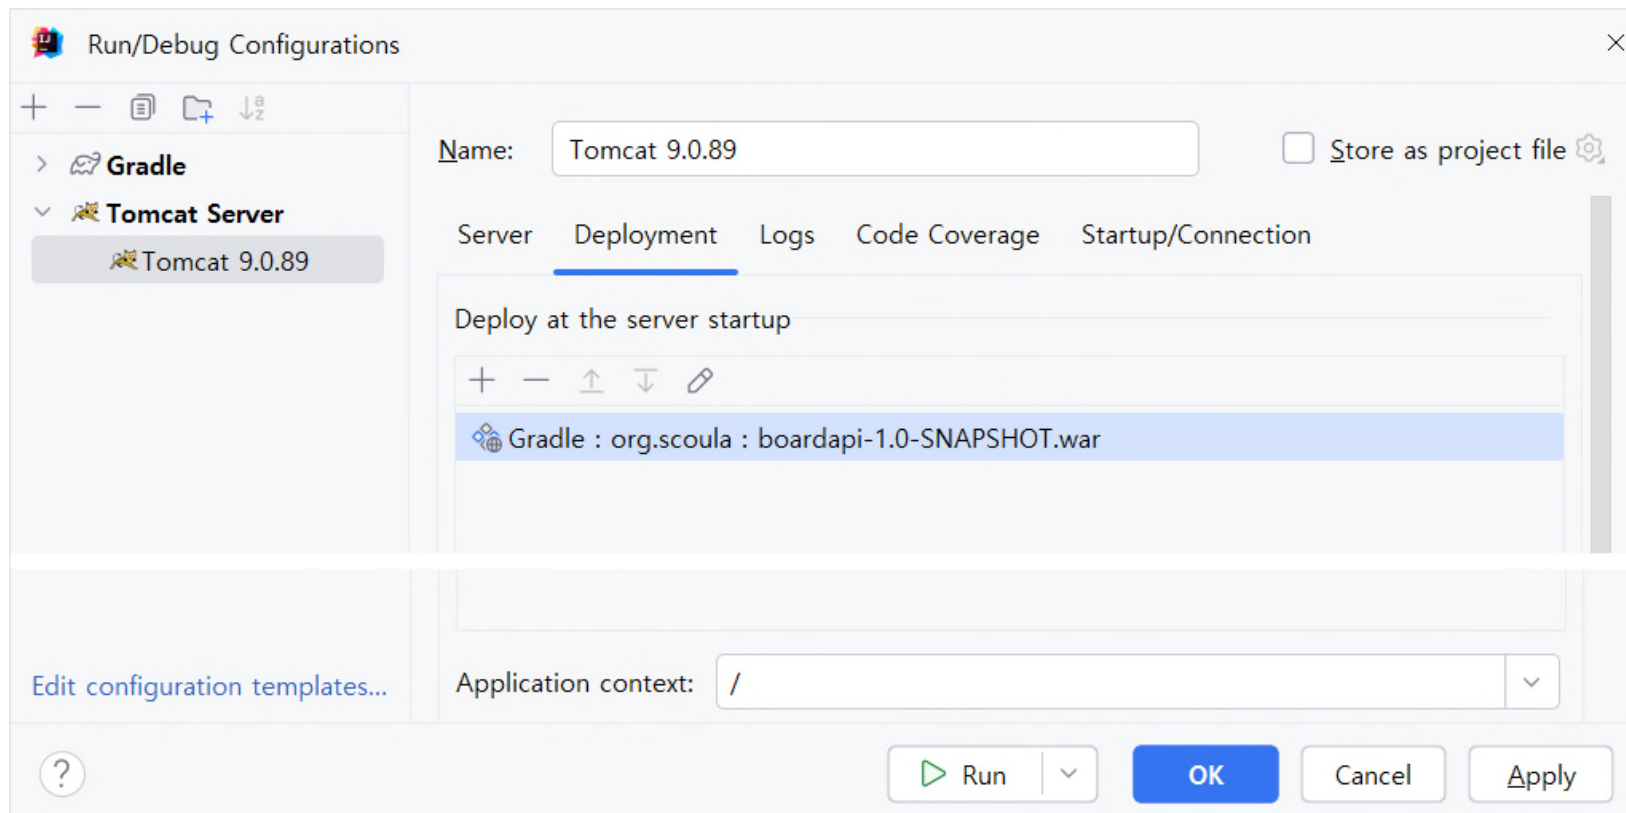 Run/Debug Configurations
Gradle
Tomcat Server
Tomcat 9.0.89
Edit configuration templates...
Name: Tomcat 9.0.89 Store as project file
Server Deployment Logs Code Coverage Startup/Connection
Deploy at the server startup
Gradle : org.scoula : boardapi-1.0-SNAPSHOT.war
Application context: /
? Run OK Cancel Apply